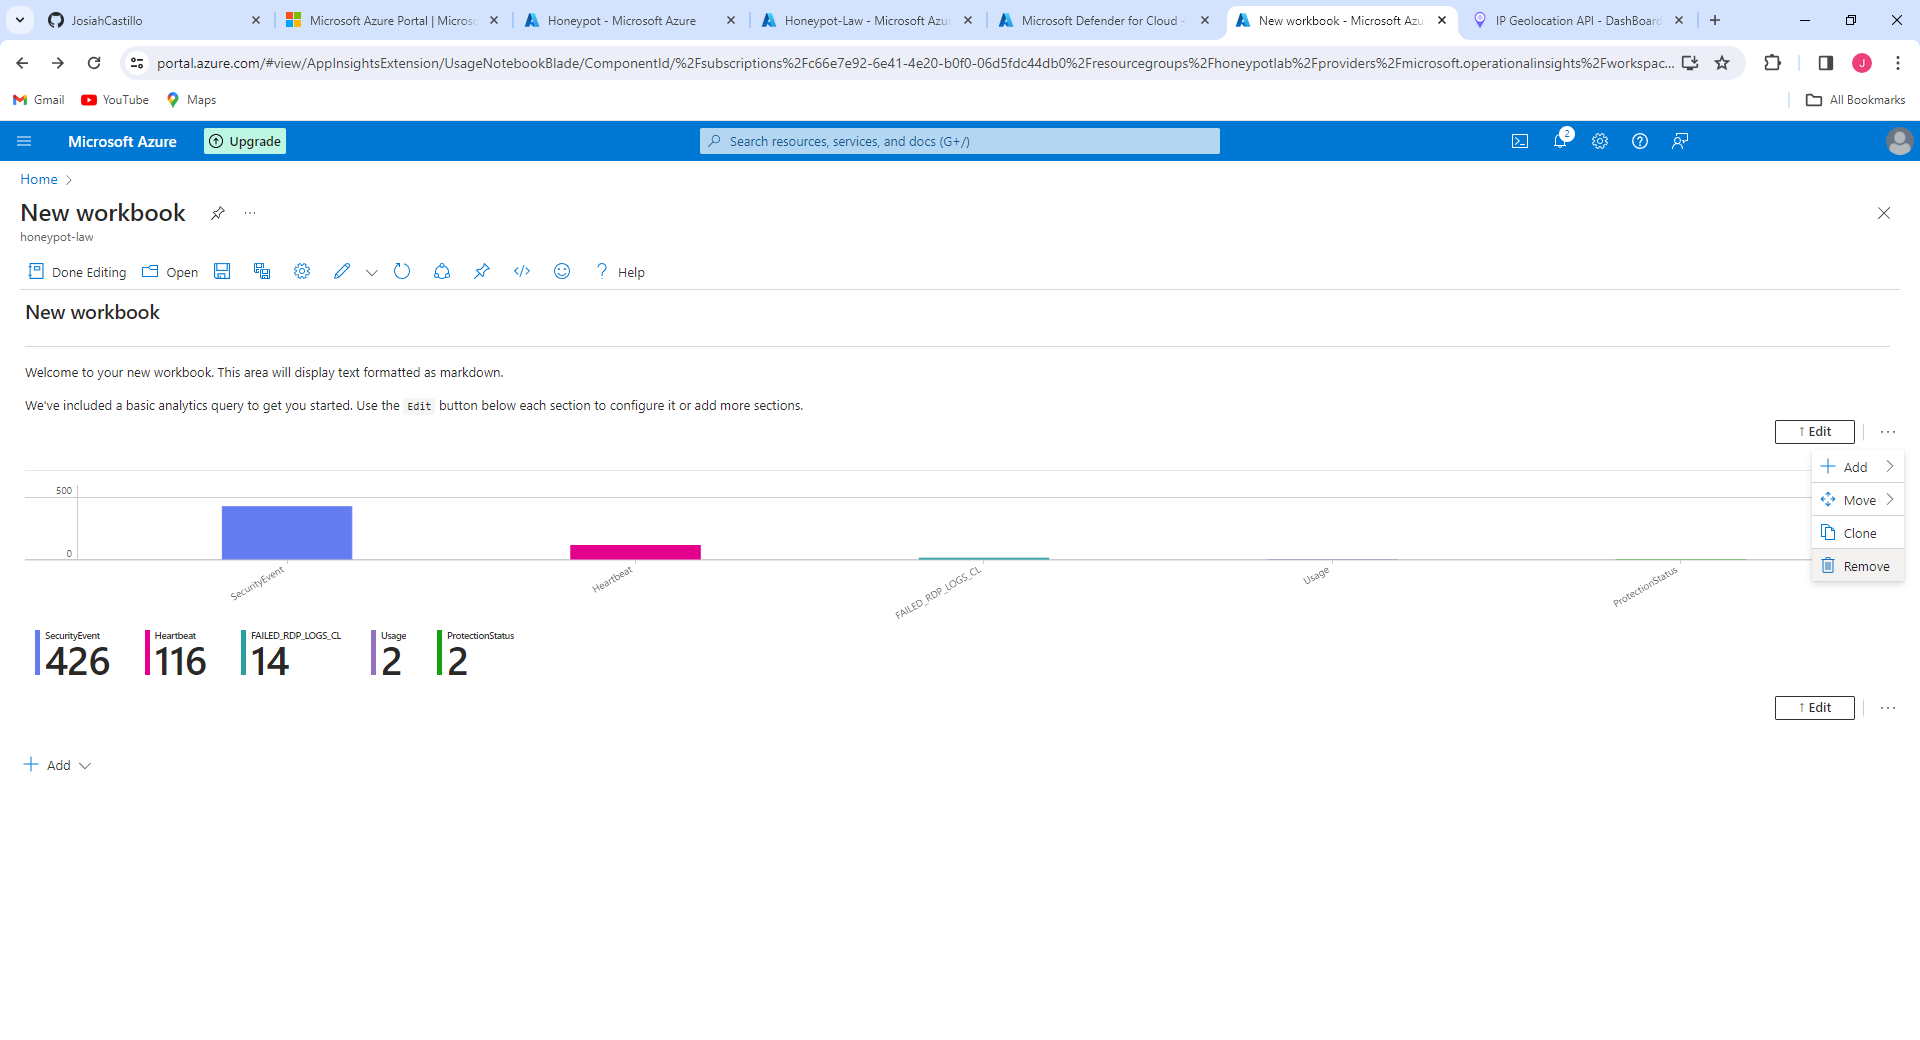 JosiahCastillo
Microsoft Azure Portal | Micros
Honeypot - Microsoft Azure
Honeypot-Law - Microsoft Azu
Microsoft Defender for Cloud -
New workbook - Microsoft Azu
IP Geolocation API - DashBoard
portal.azure.com/#view/AppInsightsExtension/UsageNotebookBlade/ComponentId/%2Fsubscriptions%2Fc66e7e92-6e41-4e20-b0f0-06d5fdc44db0%2Fresourcegroups%2Fhoneypotlab%2Fproviders%2Fmicrosoft.operationalinsights%2Fworkspac...
J
Gmail
YouTube
Maps
All Bookmarks
Microsoft Azure
Upgrade
Search resources, services, and docs (G+/)
2
Home
New workbook
honeypot-law
Done Editing
Open
Help
New workbook
Welcome to your new workbook. This area will display text formatted as markdown.
We've included a basic analytics query to get you started. Use the Edit button below each section to configure it or add more sections.
↑ Edit
Add
Move
Clone
Remove
500
0
SecurityEvent
Heartbeat
FAILED_RDP_LOGS_CL
Usage
ProtectionStatus
SecurityEvent
426
Heartbeat
116
FAILED_RDP_LOGS_CL
14
Usage
2
ProtectionStatus
2
↑ Edit
Add